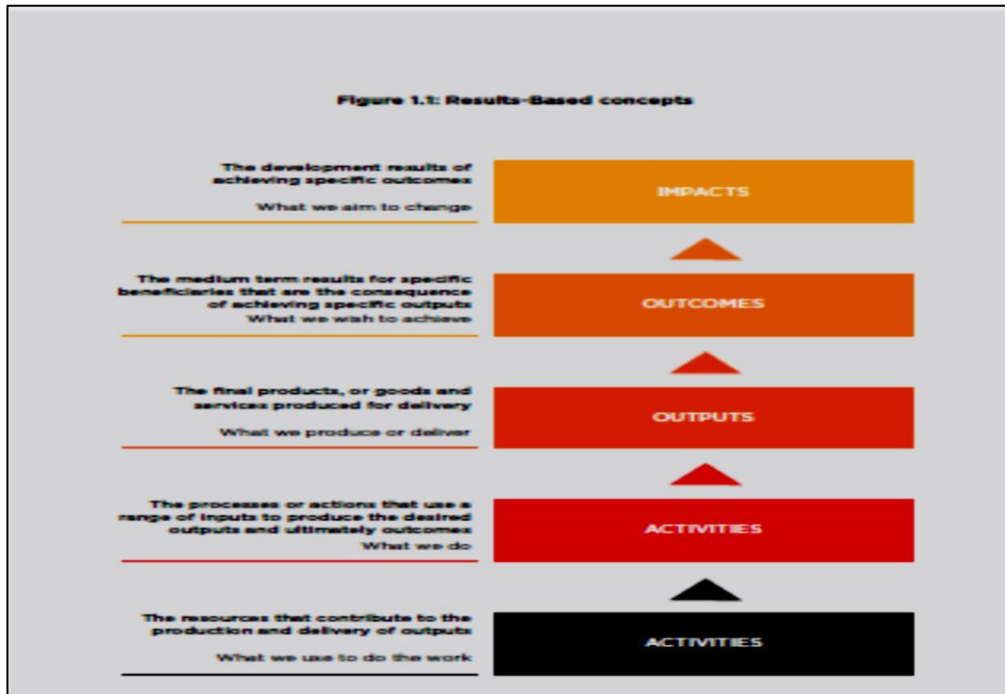 Figure 1.1: Results-Based concepts
The development results of
achieving specific outcomes
What we aim to change
IMPACTS
The medium term results for specific
beneficiaries that are the consequence
of achieving specific outputs
What we wish to achieve
OUTCOMES
The final products, or goods and
services produced for delivery
What we produce or deliver
OUTPUTS
The processes or actions that use a
range of inputs to produce the desired
outputs and ultimately outcomes
What we do
ACTIVITIES
The resources that contribute to the
production and delivery of outputs
What we use to do the work
ACTIVITIES